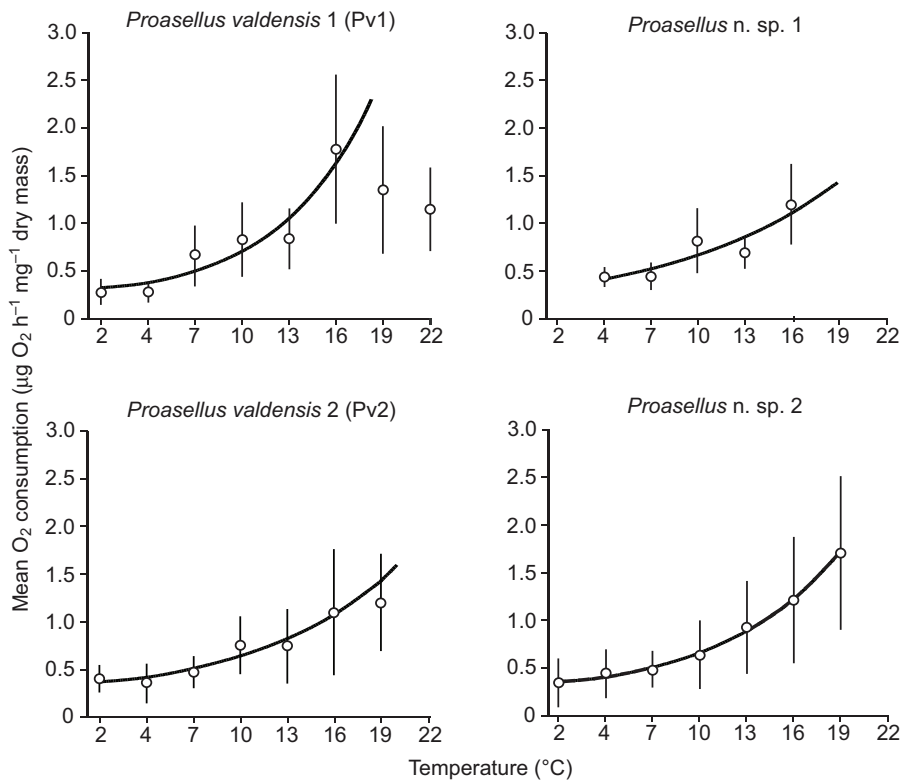 Proasellus valdensis 1 (Pv1)
3.0
2.5
2.0
1.5
1.0
0.5
0
2 4 7 10 13 16 19 22
Proasellus n. sp. 1
3.0
2.5
2.0
1.5
1.0
0.5
0
2 4 7 10 13 16 19 22
Mean O₂ consumption (µg O₂ h⁻¹ mg⁻¹ dry mass)
Proasellus valdensis 2 (Pv2)
3.0
2.5
2.0
1.5
1.0
0.5
0
2 4 7 10 13 16 19 22
Proasellus n. sp. 2
3.0
2.5
2.0
1.5
1.0
0.5
0
2 4 7 10 13 16 19 22
Temperature (°C)